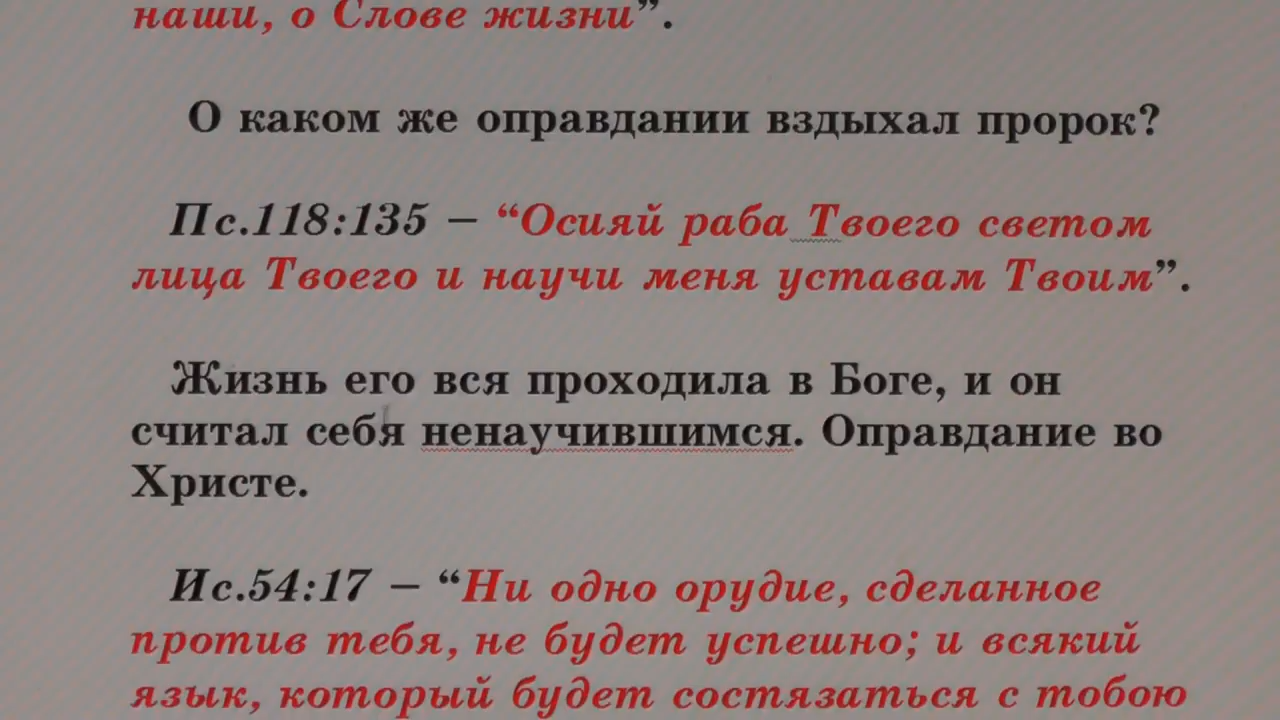 наши, о Слове жизни”.
О каком же оправдании вздыхал пророк?
Пс.118:135 – “Осияй раба Твоего светом
лица Твоего и научи меня уставам Твоим”.
Жизнь его вся проходила в Боге, и он
считал себя ненаучившимся. Оправдание во
Христе.
Ис.54:17 – “Ни одно орудие, сделанное
против тебя, не будет успешно; и всякий
язык, который будет состязаться с тобою